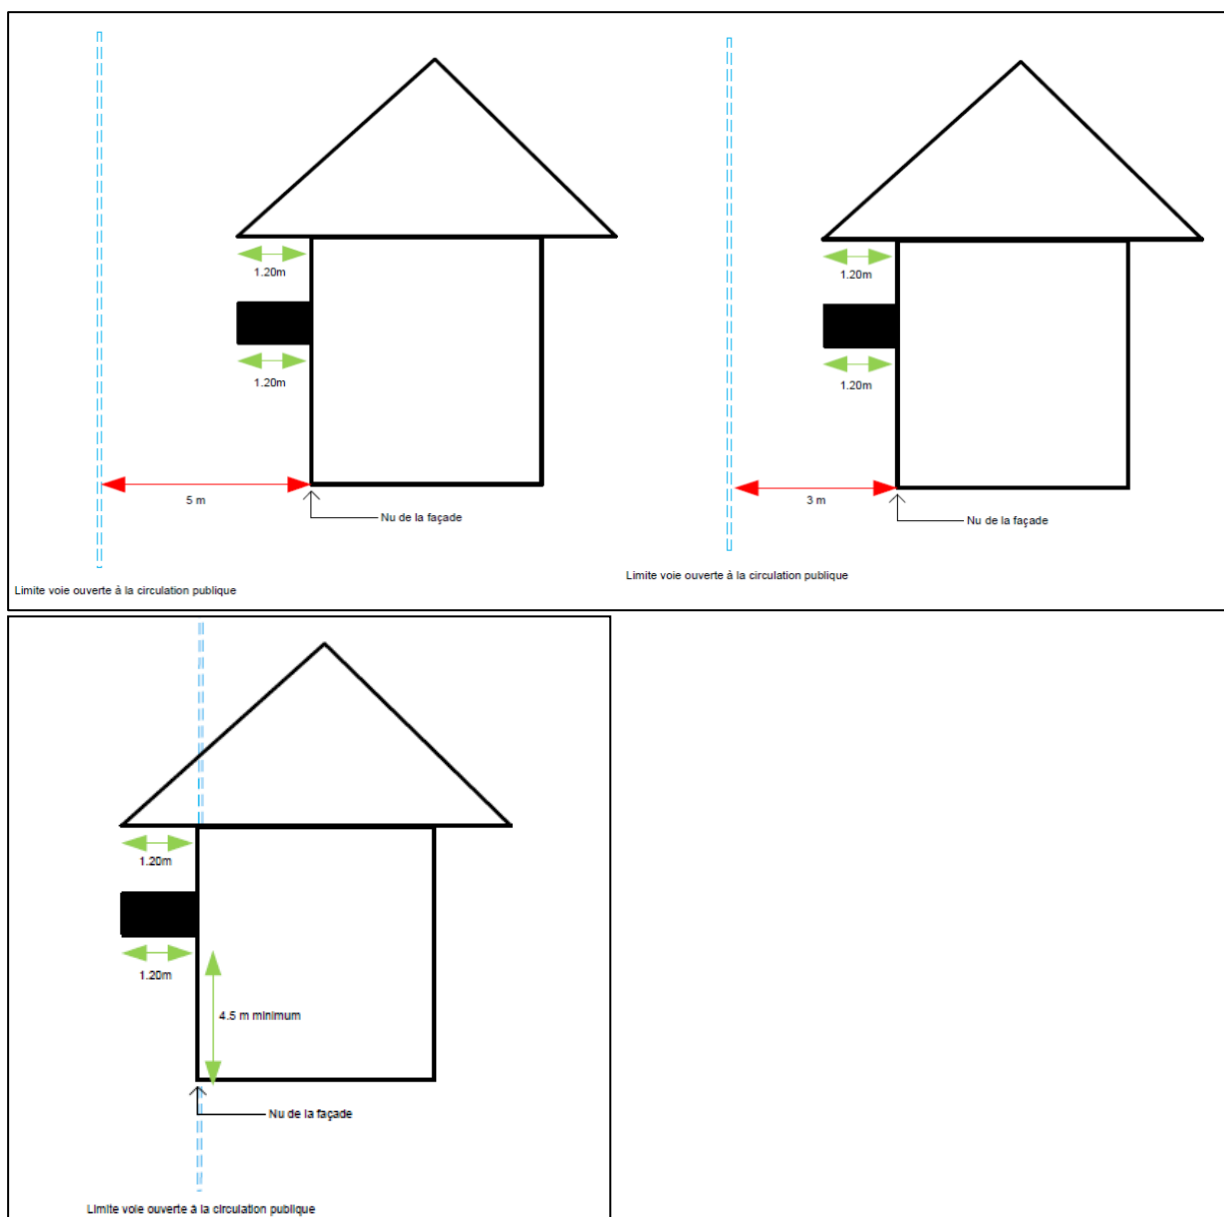 1.20m
1.20m
5 m
Nu de la façade
Limite voie ouverte à la circulation publique
1.20m
1.20m
3 m
Nu de la façade
Limite voie ouverte à la circulation publique
1.20m
1.20m
4.5 m minimum
Nu de la façade
Limite voie ouverte à la circulation publique